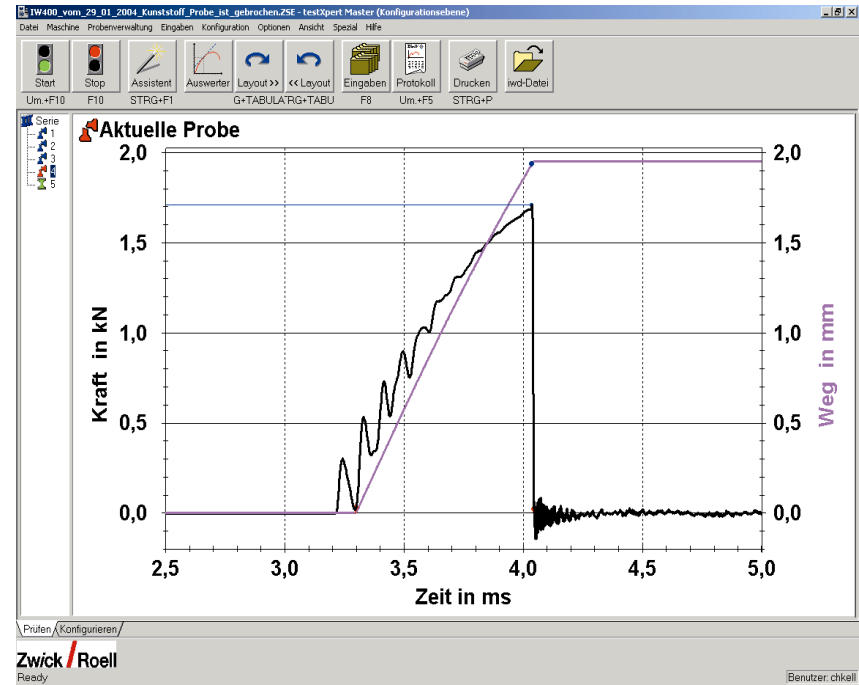 IW400_vom_29_01_2004_Kunststoff_Probe_ist_gebrochen.ZSE - testXpert Master (Konfigurationsebene)
Datei Maschine Probenverwaltung Eingaben Konfiguration Optionen Ansicht Spezial Hilfe
Start Stop Assistent Auswerter Layout >> << Layout Eingaben Protokoll Drucken iwd-Datei
Um.+F10 F10 STRG+F1 G+TABULA TRG+TABU F8 Um.+F5 STRG+P
Serie
1
2
3
4
5
Aktuelle Probe
2,0
1,5
1,0
0,5
0,0
Kraft in kN
2,0
1,5
1,0
0,5
0,0
Weg in mm
2,5 3,0 3,5 4,0 4,5 5,0
Zeit in ms
Prüfen Konfigurieren
Zwick / Roell
Ready
Benutzer: chkell